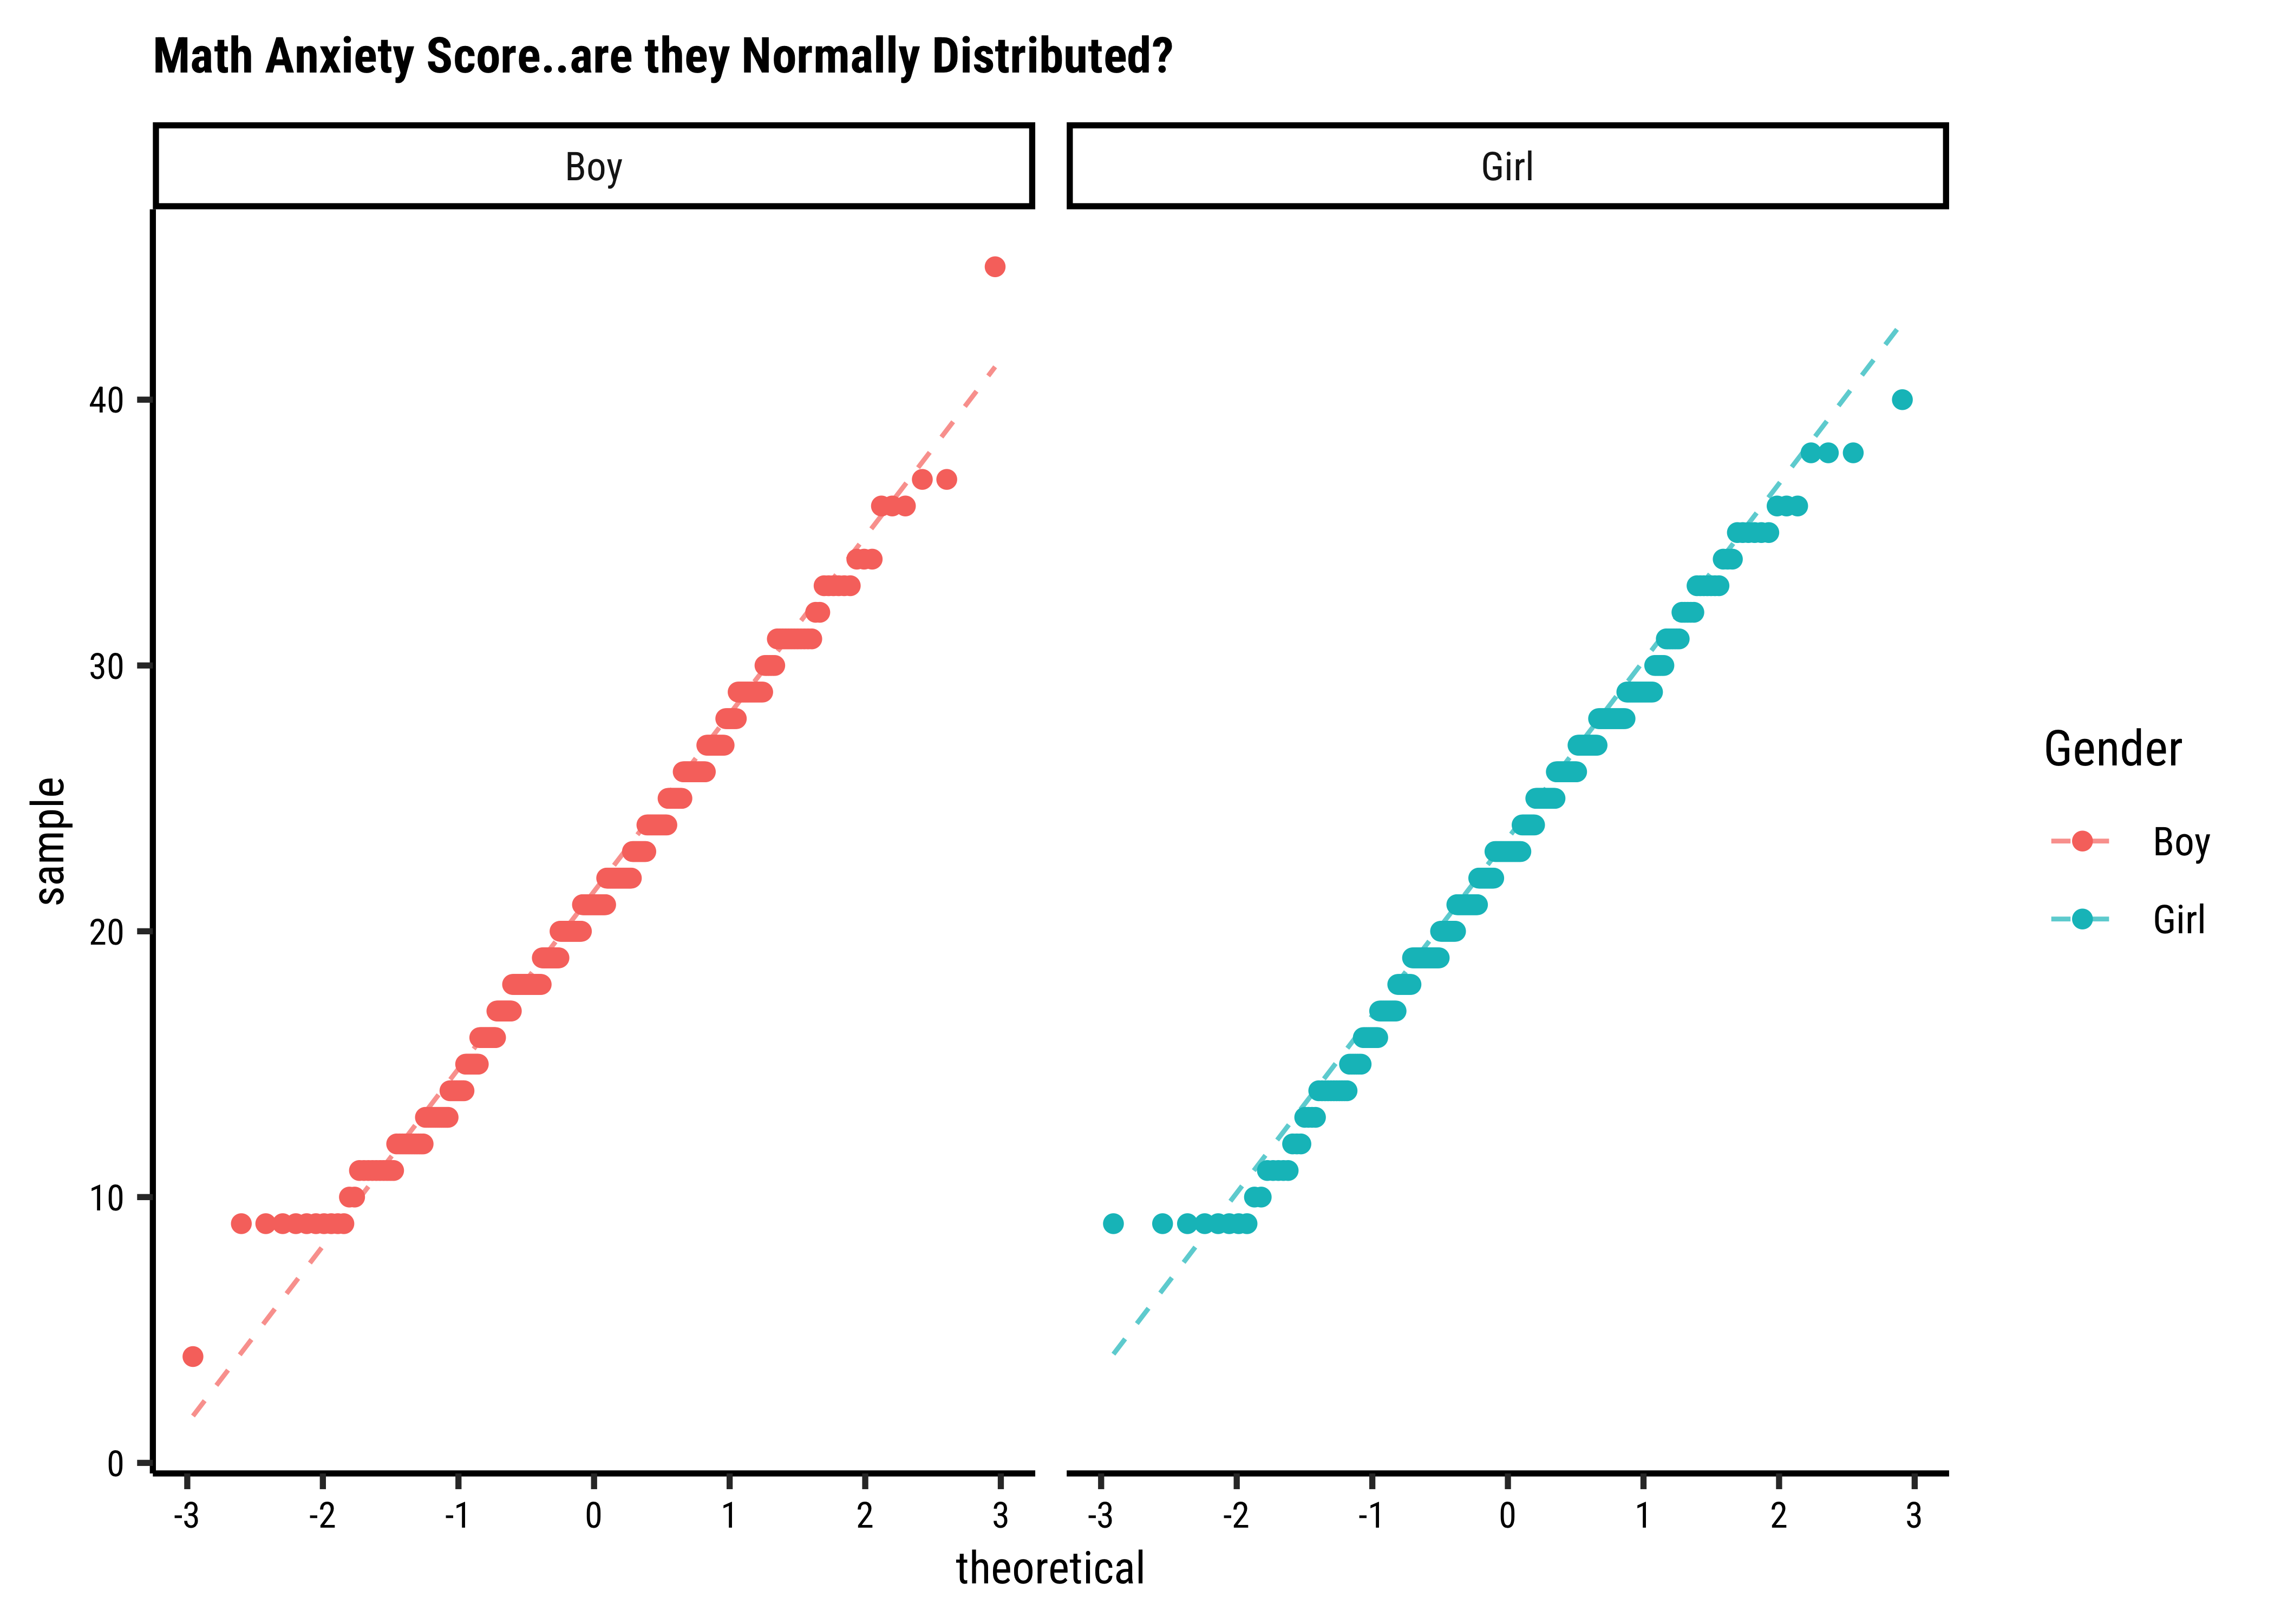 Math Anxiety Score..are they Normally Distributed?
Boy
Girl
sample
40
30
20
10
0
-3 -2 -1 0 1 2 3
-3 -2 -1 0 1 2 3
theoretical
Gender
Boy
Girl